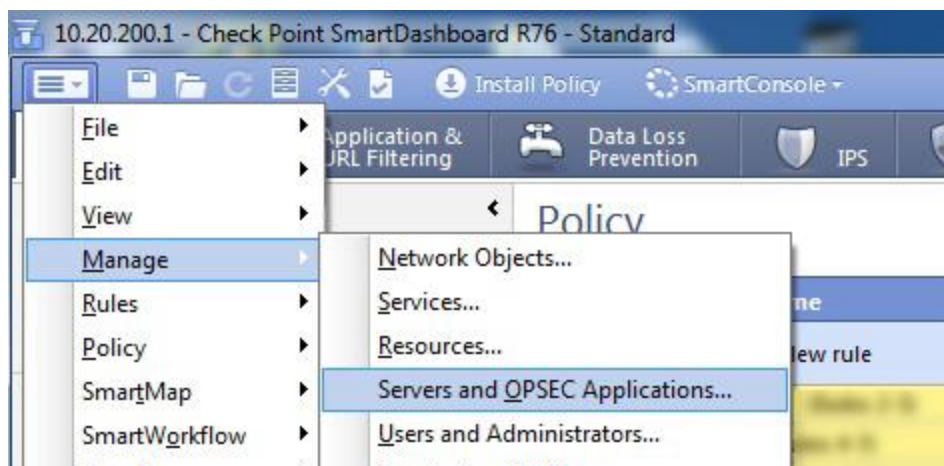 10.20.200.1 - Check Point SmartDashboard R76 - Standard
Install Policy
SmartConsole
File
Edit
View
Manage
Rules
Policy
SmartMap
SmartWorkflow
Application &
URL Filtering
Data Loss
Prevention
IPS
Policy
Network Objects...
Services...
Resources...
Servers and OPSEC Applications...
Users and Administrators...
New rule